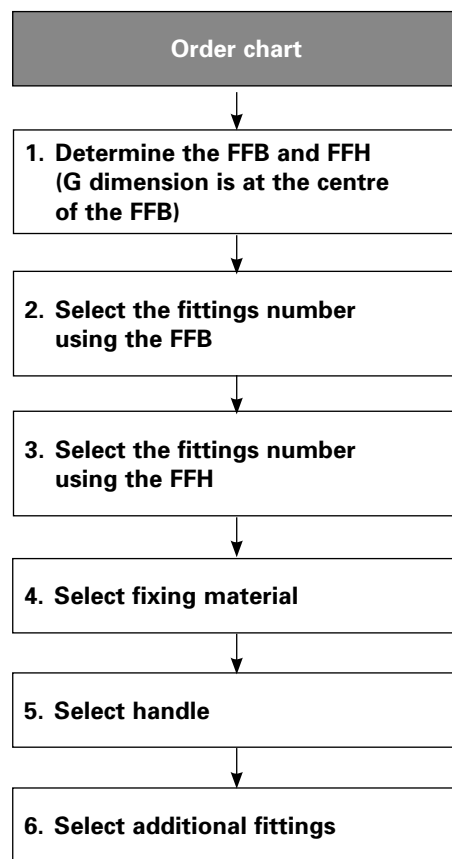 Order chart
1. Determine the FFB and FFH
(G dimension is at the centre
of the FFB)
2. Select the fittings number
using the FFB
3. Select the fittings number
using the FFH
4. Select fixing material
5. Select handle
6. Select additional fittings